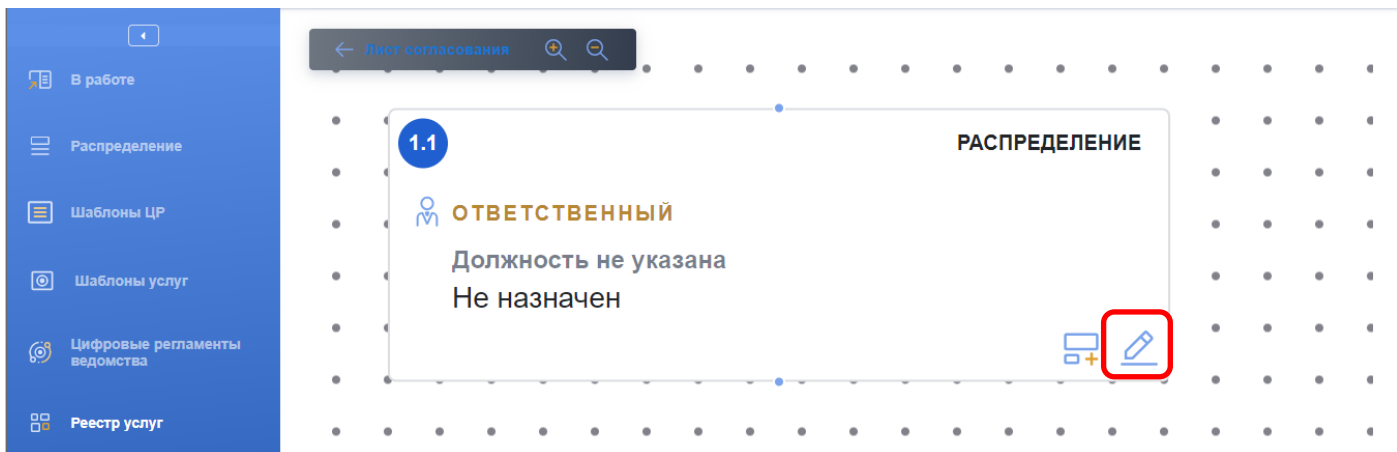 В работе
Распределение
Шаблоны ЦР
Шаблоны услуг
Цифровые регламенты
ведомства
Реестр услуг
Лист согласования
1.1
РАСПРЕДЕЛЕНИЕ
ОТВЕТСТВЕННЫЙ
Должность не указана
Не назначен